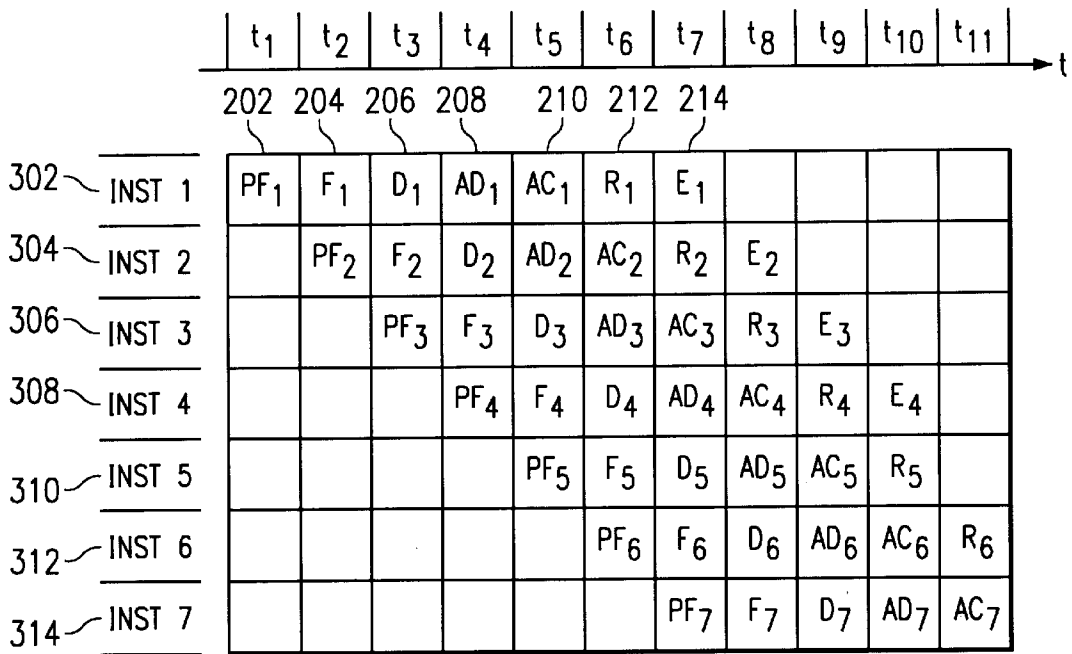 t1 t2 t3 t4 t5 t6 t7 t8 t9 t10 t11
t
202 204 206 208 210 212 214
302 INST 1 PF1 F1 D1 AD1 AC1 R1 E1
304 INST 2 PF2 F2 D2 AD2 AC2 R2 E2
306 INST 3 PF3 F3 D3 AD3 AC3 R3 E3
308 INST 4 PF4 F4 D4 AD4 AC4 R4 E4
310 INST 5 PF5 F5 D5 AD5 AC5 R5
312 INST 6 PF6 F6 D6 AD6 AC6 R6
314 INST 7 PF7 F7 D7 AD7 AC7